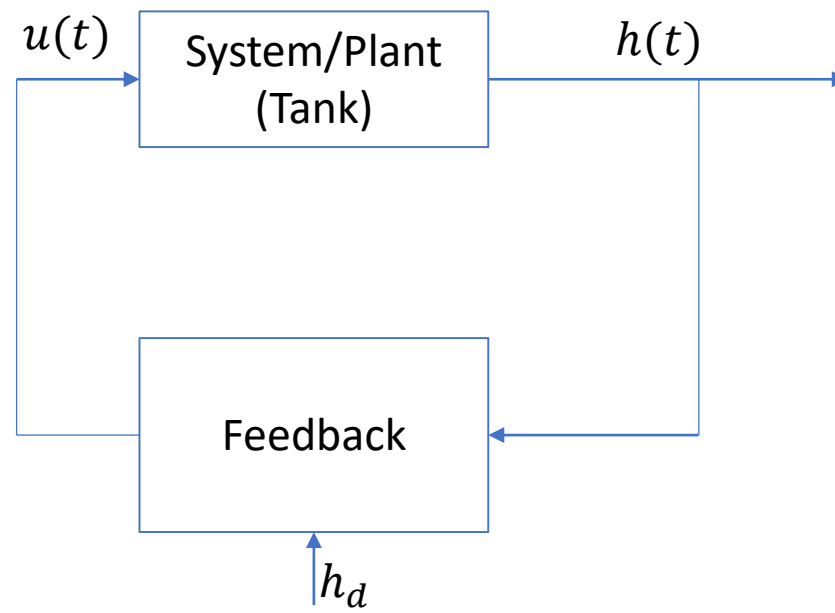 u(t)
System/Plant
(Tank)
h(t)
Feedback
h_d